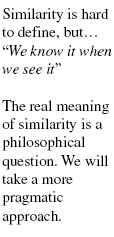 Similarity is hard
to define, but…
“We know it when
we see it”
The real meaning
of similarity is a
philosophical
question. We will
take a more
pragmatic
approach.